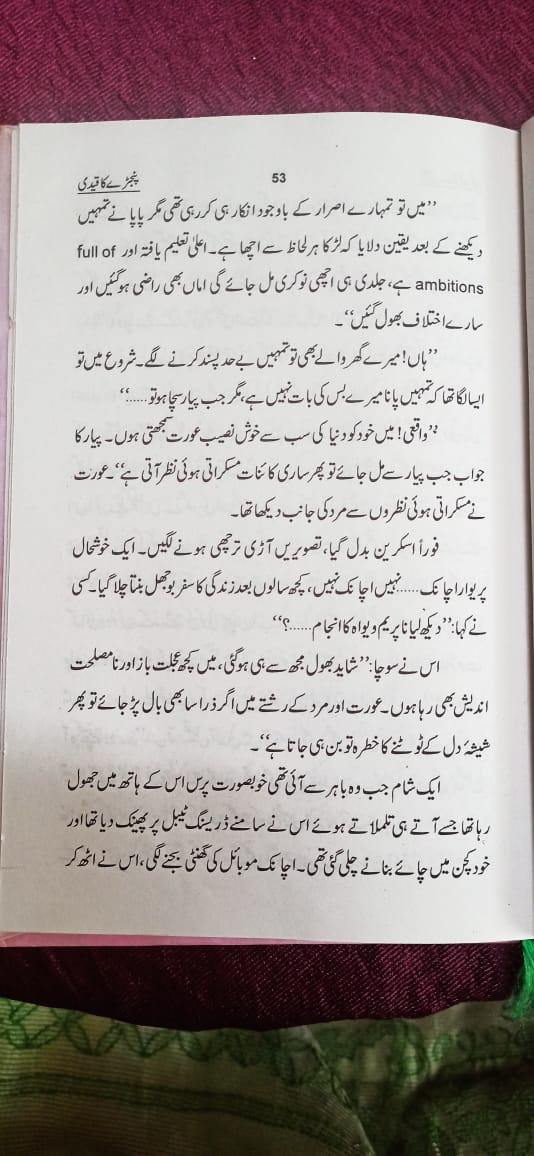 پنجڑے کا قیدی 53
”میں تو تمہارے اصرار کے باوجود انکار ہی کر رہی تھی مگر پاپا نے تمہیں
دیکھنے کے بعد یقین دلایا کہ لڑکا ہر لحاظ سے اچھا ہے۔ اعلیٰ تعلیم یافتہ اور full of
ambitions ہے، جلدی ہی اچھی نوکری مل جائے گی اماں بھی راضی ہوگئیں اور
سارے اختلاف بھول گئیں“۔
”ہاں! میرے گھر والے بھی تو تمہیں بے حد پسند کرنے لگے۔ شروع میں تو
ایسا لگا تھا کہ تمہیں پانا میرے بس کی بات نہیں ہے، مگر جب پیار سچا ہو تو......“
”واقعی! میں خود کو دنیا کی سب سے خوش نصیب عورت سمجھتی ہوں۔ پیار کا
جواب جب پیار سے مل جائے تو پھر ساری کائنات مسکراتی ہوئی نظر آتی ہے“۔ عورت
نے مسکراتی ہوئی نظروں سے مرد کی جانب دیکھا تھا۔
فوراً اسکرین بدل گیا، تصویریں آڑی ترچھی ہونے لگیں۔ ایک خوشحال
پریوار اچانک......نہیں اچانک نہیں، کچھ سالوں بعد زندگی کا سفر بوجھل بنتا چلا گیا۔ کسی
نے کہا: ”دیکھ لیا نا پریم وِواہ کا انجام......؟“
اس نے سوچا: ”شاید بھول مجھ سے ہی ہوگئی، میں کچھ عجلت باز اور نا مصلحت
اندیش بھی رہا ہوں۔ عورت اور مرد کے رشتے میں اگر ذرا سا بھی بال پڑ جائے تو پھر
شیشۂ دل کے ٹوٹنے کا خطرہ تو بن ہی جاتا ہے“۔
ایک شام جب وہ باہر سے آئی تھی خوبصورت پرس اس کے ہاتھ میں جھول
رہا تھا جسے آتے ہی تلملاتے ہوئے اس نے سامنے ڈریسنگ ٹیبل پر پھینک دیا تھا اور
خود کچن میں چائے بنانے چلی گئی تھی۔ اچانک موبائل کی گھنٹی بجنے لگی، اس نے اٹھ کر